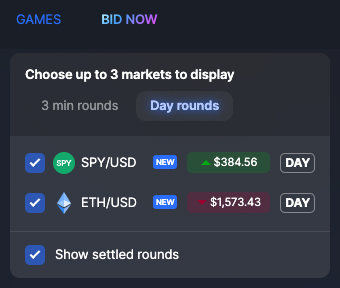 GAMES BID NOW
Choose up to 3 markets to display
3 min rounds Day rounds
SPY SPY/USD NEW $384.56 DAY
ETH/USD NEW $1,573.43 DAY
Show settled rounds